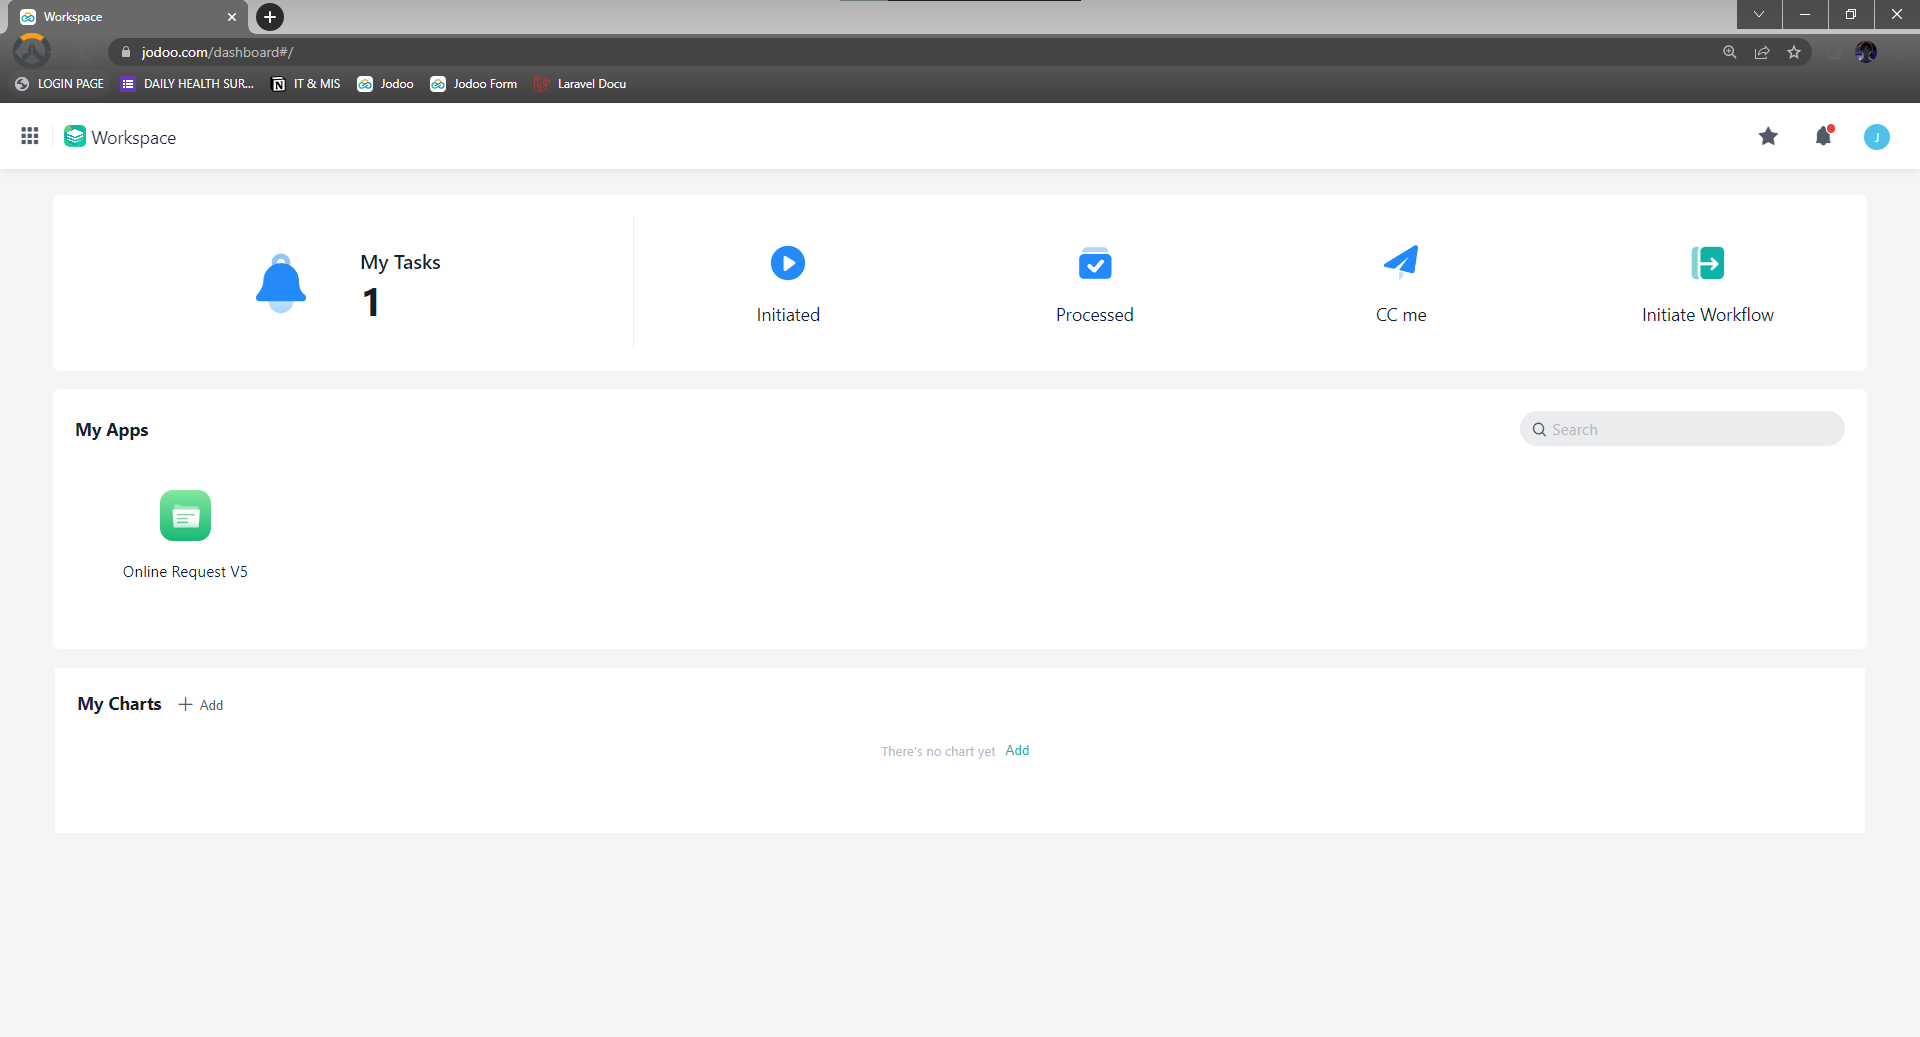 Workspace
jodoo.com/dashboard#/
LOGIN PAGE DAILY HEALTH SUR... IT & MIS Jodoo Jodoo Form Laravel Docu
Workspace
J
My Tasks
1
Initiated
Processed
CC me
Initiate Workflow
My Apps
Search
Online Request V5
My Charts Add
There's no chart yet Add